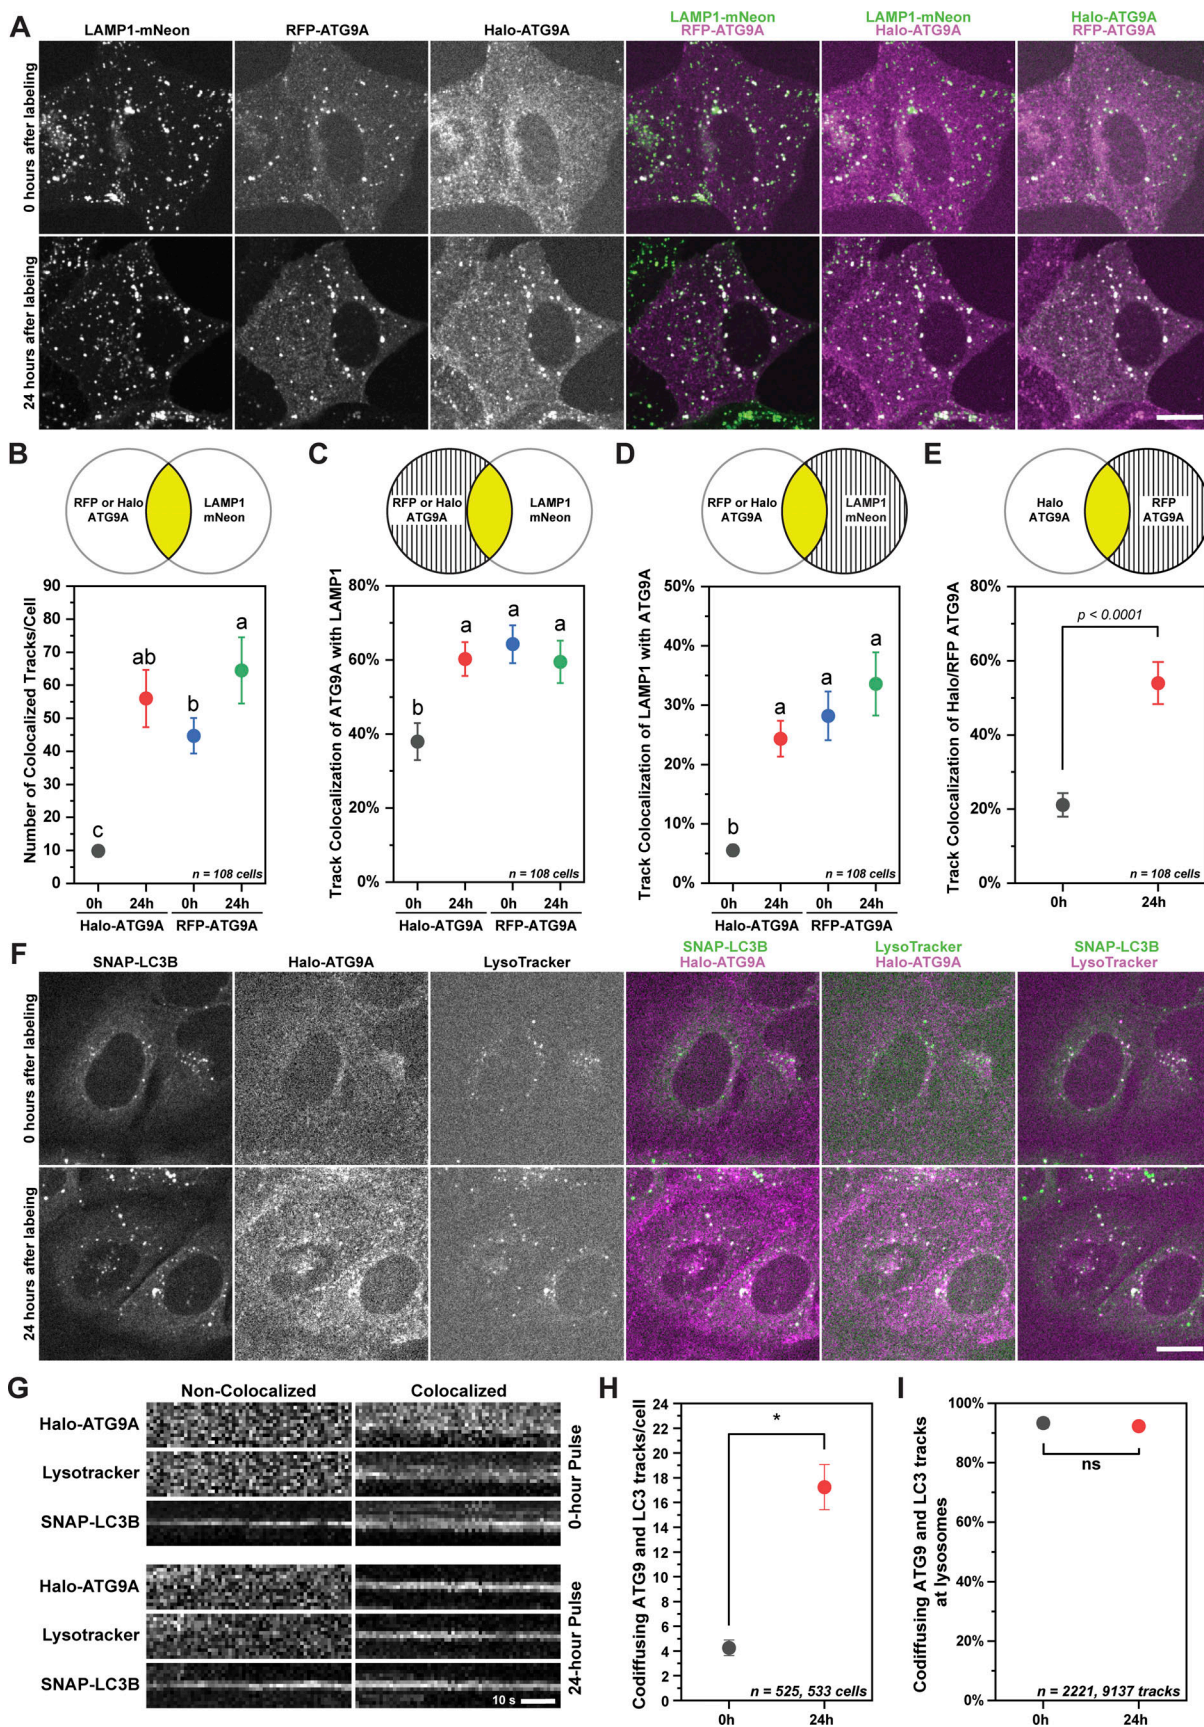 A
LAMP1-mNeon
RFP-ATG9A
Halo-ATG9A
LAMP1-mNeon
RFP-ATG9A
LAMP1-mNeon
Halo-ATG9A
Halo-ATG9A
RFP-ATG9A
0 hours after labeling
24 hours after labeling
B
RFP or Halo
ATG9A
LAMP1
mNeon
Number of Colocalized Tracks/Cell
90
80
70
60
50
40
30
20
10
0
c
ab
b
a
n = 108 cells
0h
24h
0h
24h
Halo-ATG9A
RFP-ATG9A
C
RFP or Halo
ATG9A
LAMP1
mNeon
Track Colocalization of ATG9A with LAMP1
80%
60%
40%
20%
0%
b
a
a
a
n = 108 cells
0h
24h
0h
24h
Halo-ATG9A
RFP-ATG9A
D
RFP or Halo
ATG9A
LAMP1
mNeon
Track Colocalization of LAMP1 with ATG9A
50%
40%
30%
20%
10%
0%
b
a
a
a
n = 108 cells
0h
24h
0h
24h
Halo-ATG9A
RFP-ATG9A
E
Halo
ATG9A
RFP
ATG9A
Track Colocalization of Halo/RFP ATG9A
80%
60%
40%
20%
0%
p < 0.0001
n = 108 cells
0h
24h
F
SNAP-LC3B
Halo-ATG9A
LysoTracker
SNAP-LC3B
Halo-ATG9A
LysoTracker
Halo-ATG9A
SNAP-LC3B
LysoTracker
0 hours after labeling
24 hours after labeing
G
Non-Colocalized
Colocalized
Halo-ATG9A
Lysotracker
SNAP-LC3B
0-hour Pulse
Halo-ATG9A
Lysotracker
SNAP-LC3B
24-hour Pulse
10 s
H
Codiffusing ATG9 and LC3 tracks/cell
24
22
20
18
16
14
12
10
8
6
4
2
0
*
n = 525, 533 cells
0h
24h
I
Codiffusing ATG9 and LC3 tracks
at lysosomes
100%
80%
60%
40%
20%
0%
ns
n = 2221, 9137 tracks
0h
24h